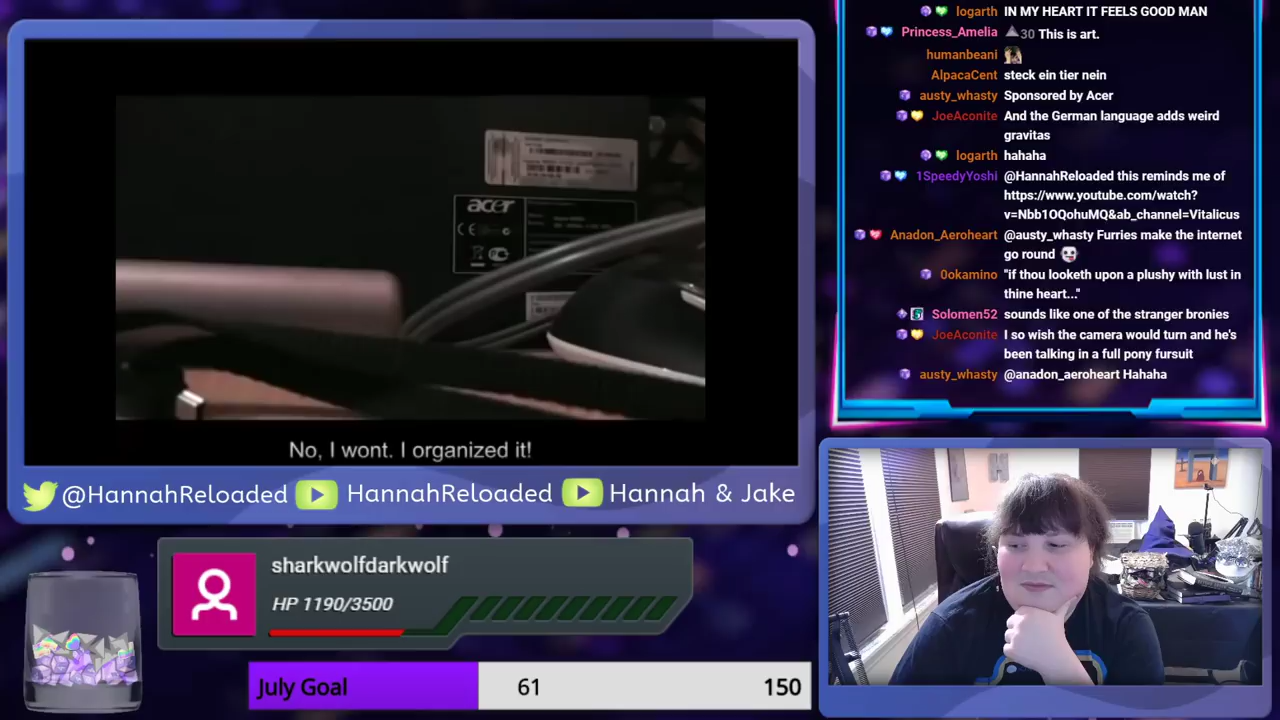 acer
No, I wont. I organized it!
@HannahReloaded
HannahReloaded
Hannah & Jake
sharkwolfdarkwolf
HP 1190/3500
July Goal
61
150
logarth IN MY HEART IT FEELS GOOD MAN
Princess_Amelia 30 This is art.
humanbeani
AlpacaCent steck ein tier nein
austy_whasty Sponsored by Acer
JoeAconite And the German language adds weird
gravitas
logarth hahaha
1SpeedyYoshi @HannahReloaded this reminds me of
https://www.youtube.com/watch?
v=Nbb1OQohuMQ&ab_channel=Vitalicus
Anadon_Aeroheart @austy_whasty Furries make the internet
go round
0okamino "if thou looketh upon a plushy with lust in
thine heart..."
Solomen52 sounds like one of the stranger bronies
JoeAconite I so wish the camera would turn and he's
been talking in a full pony fursuit
austy_whasty @anadon_aeroheart Hahaha